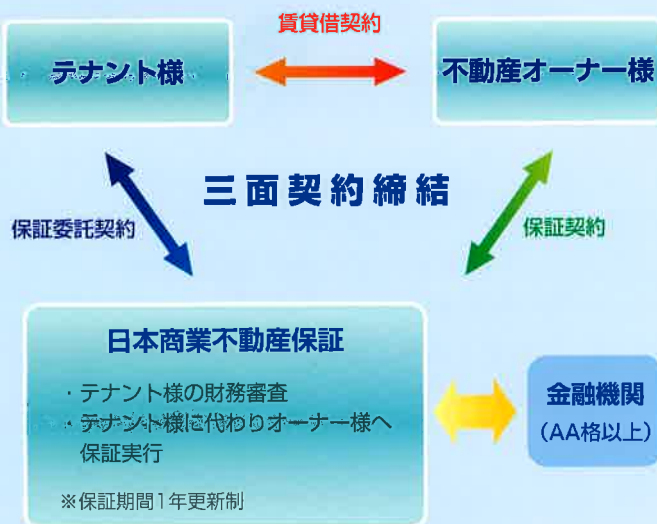 賃貸借契約
テナント様
不動産オーナー様
三面契約締結
保証委託契約
保証契約
日本商業不動産保証
・テナント様の財務審査
・テナント様に代わりオーナー様へ
保証実行
※保証期間1年更新制
金融機関
(AA格以上)